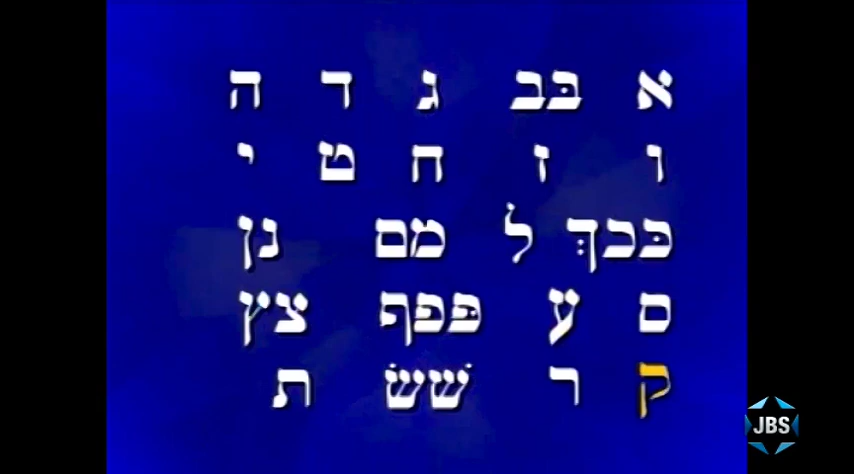 א בּב ג ד ה
ו ז ח ט י
כּכךְ ל מם נן
ס ע פּפף צץ
ק ר שׁשׂ ת
JBS